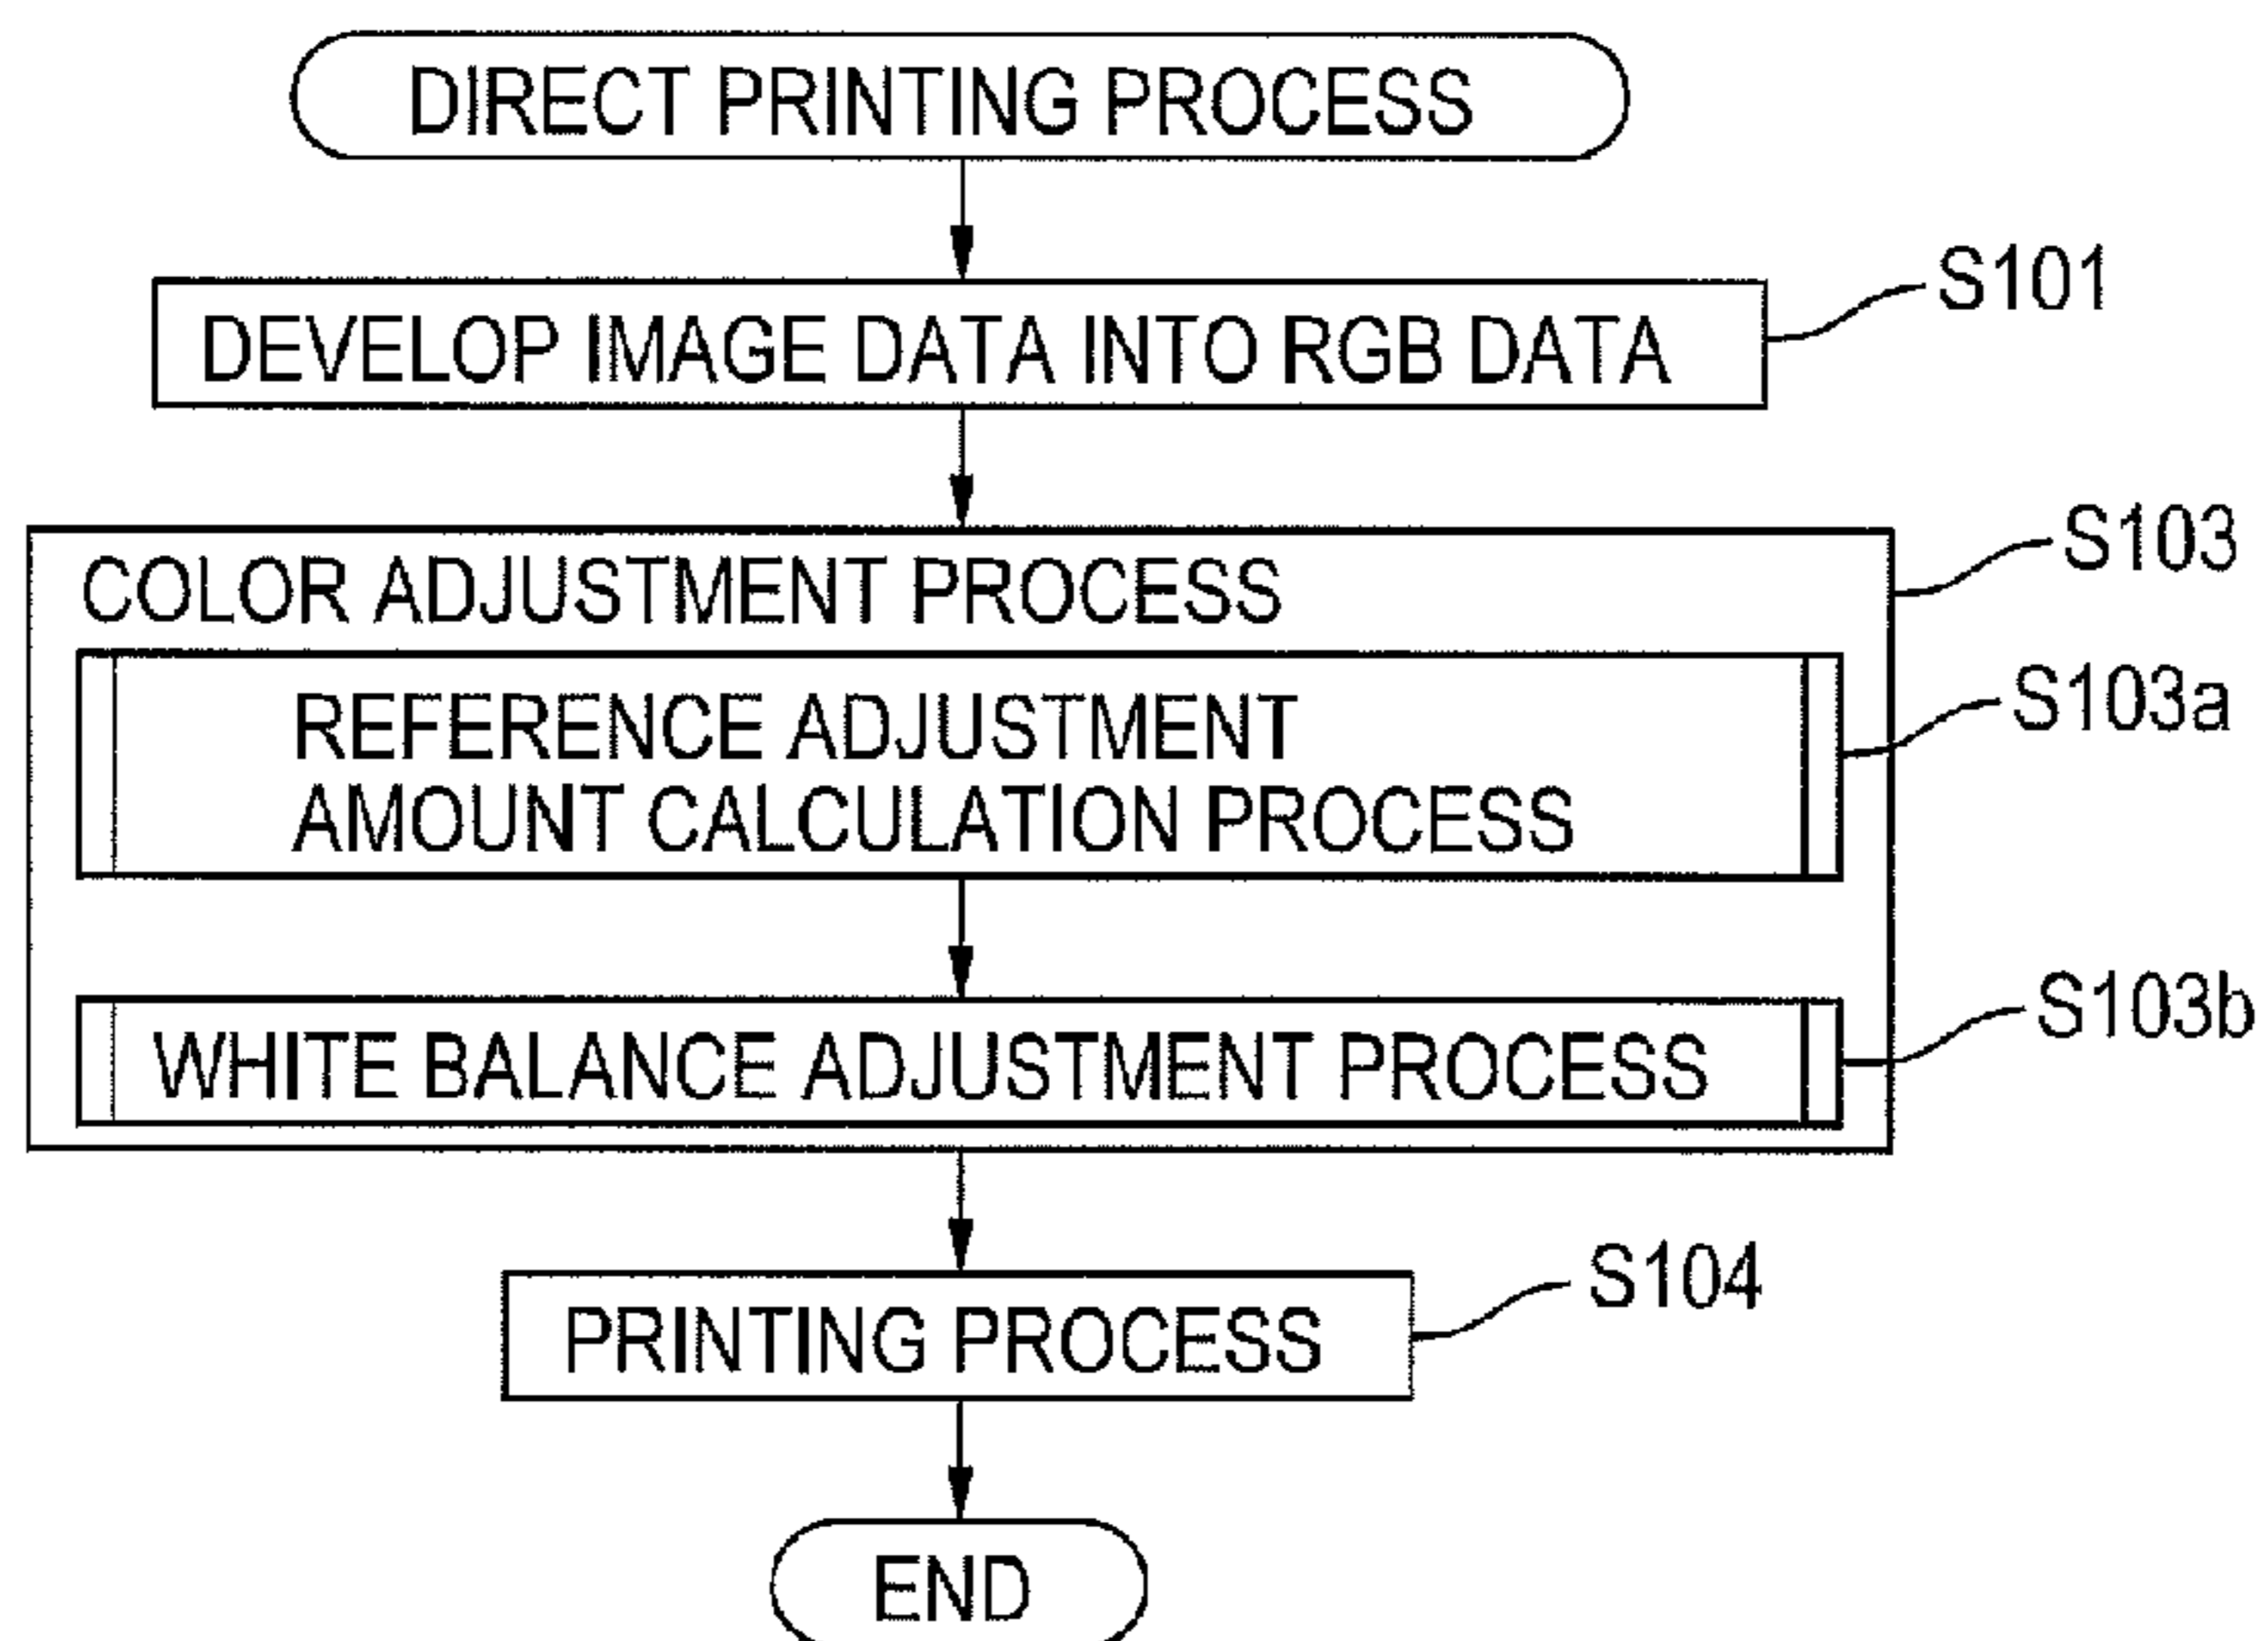 DIRECT PRINTING PROCESS
S101
DEVELOP IMAGE DATA INTO RGB DATA
S103
COLOR ADJUSTMENT PROCESS
S103a
REFERENCE ADJUSTMENT
AMOUNT CALCULATION PROCESS
S103b
WHITE BALANCE ADJUSTMENT PROCESS
S104
PRINTING PROCESS
END